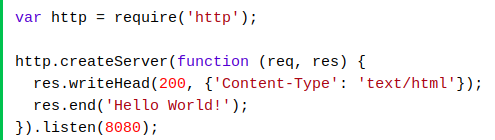 var http = require('http');

http.createServer(function (req, res) {
  res.writeHead(200, {'Content-Type': 'text/html'});
  res.end('Hello World!');
}).listen(8080);